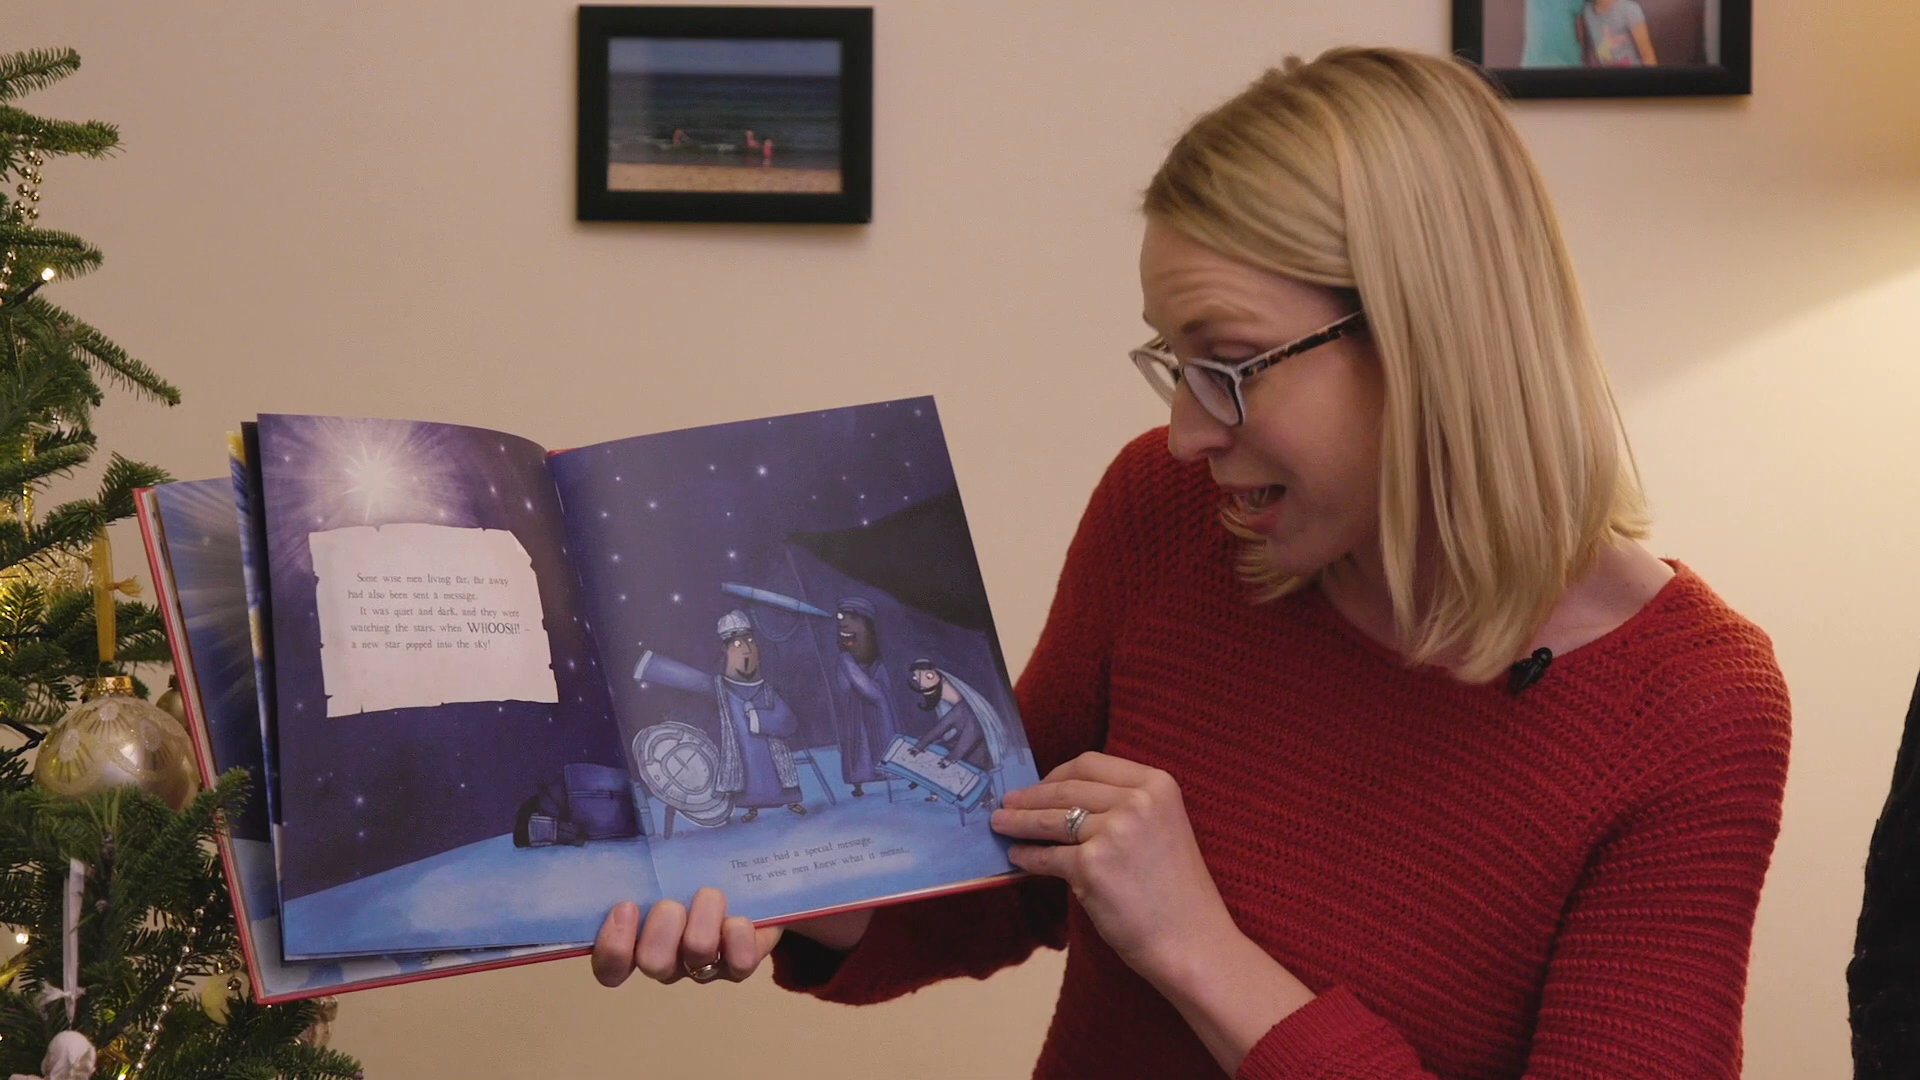 Some wise men living far, far away
had also been sent a message.
It was quiet and dark, and they were
watching the stars, when WHOOSH! –
a new star popped into the sky!
The star had a special message.
The wise men knew what it meant...